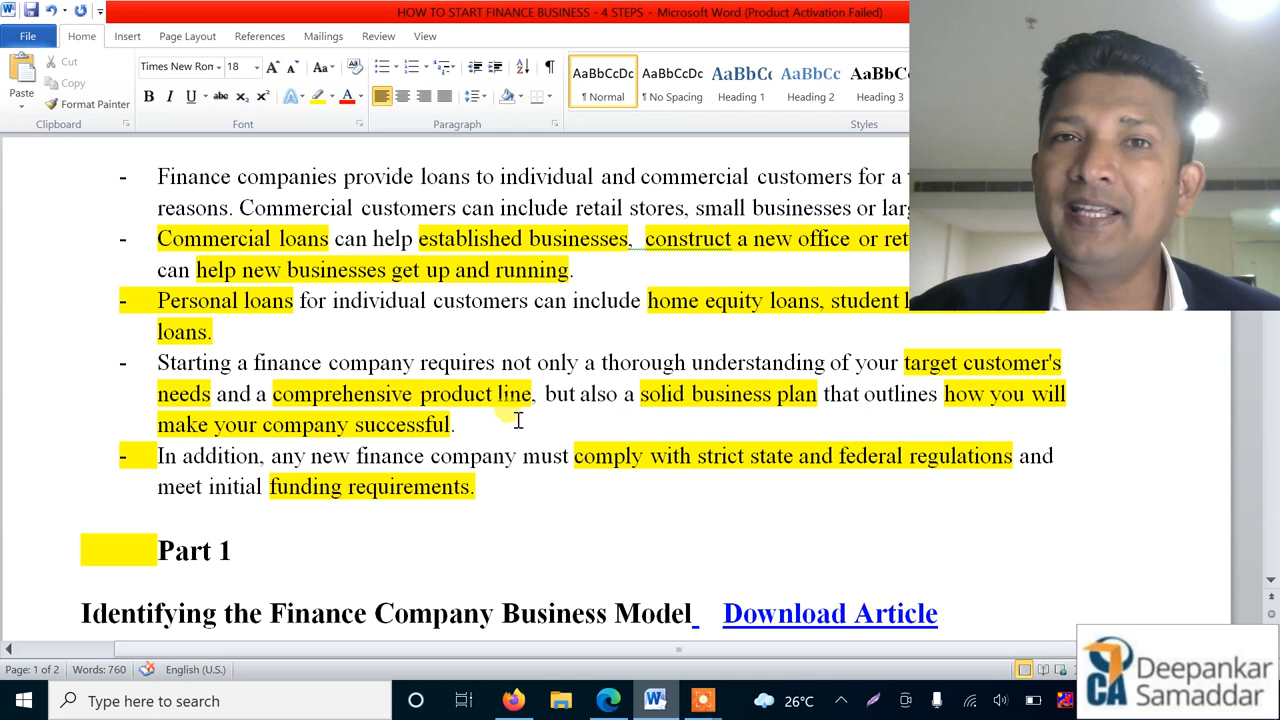 HOW TO START FINANCE BUSINESS - 4 STEPS - Microsoft Word (Product Activation Failed)
File Home Insert Page Layout References Mailings Review View
Paste
Cut
Copy
Format Painter
Clipboard
Times New Ron 18
Font
Paragraph
AaBbCcDc AaBbCcDc AaBbCc AaBbCc AaBbCc
¶ Normal ¶ No Spacing Heading 1 Heading 2 Heading 3
Styles
- Finance companies provide loans to individual and commercial customers for a
reasons. Commercial customers can include retail stores, small businesses or
- Commercial loans can help established businesses, construct a new office or
can help new businesses get up and running.
- Personal loans for individual customers can include home equity loans, student
loans.
- Starting a finance company requires not only a thorough understanding of your target customer's
needs and a comprehensive product line, but also a solid business plan that outlines how you will
make your company successful.
- In addition, any new finance company must comply with strict state and federal regulations and
meet initial funding requirements.
Part 1
Identifying the Finance Company Business Model Download Article
Page: 1 of 2 Words: 760 English (U.S.)
Type here to search
26°C
CA Deepankar
Samaddar